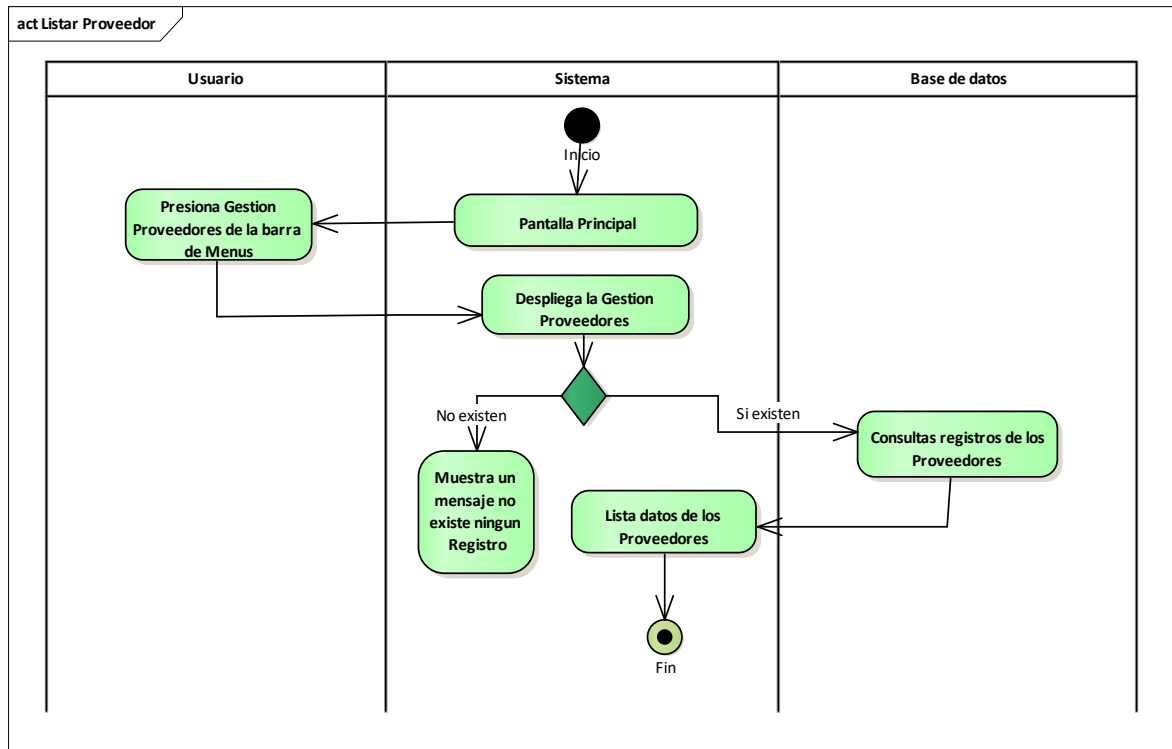 act Listar Proveedor
Usuario
Sistema
Base de datos
Inicio
Pantalla Principal
Presiona Gestion
Proveedores de la barra
de Menus
Despliega la Gestion
Proveedores
No existen
Si existen
Consultas registros de los
Proveedores
Muestra un
mensaje no
existe ningun
Registro
Lista datos de los
Proveedores
Fin